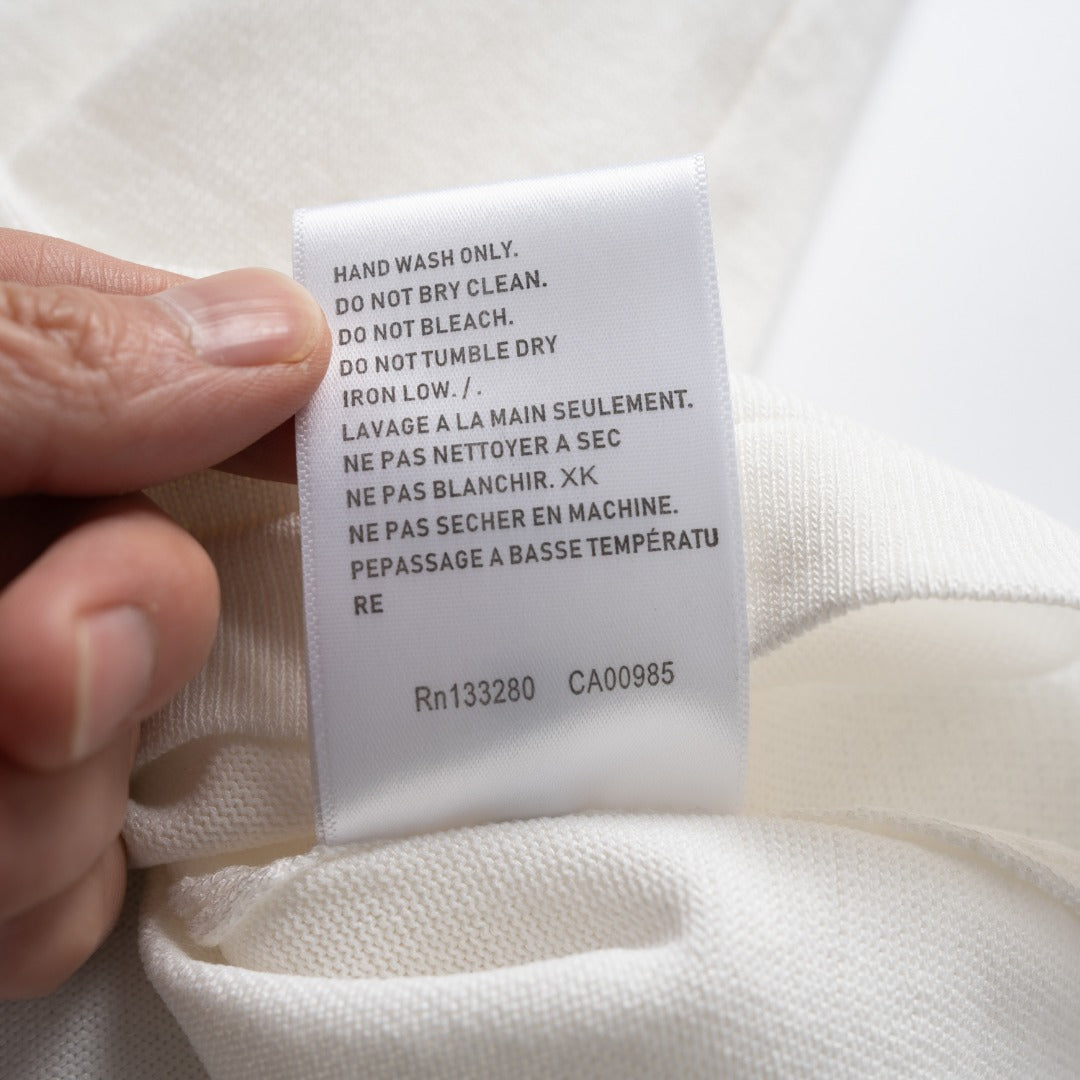 HAND WASH ONLY.
DO NOT BRY CLEAN.
DO NOT BLEACH.
DO NOT TUMBLE DRY
IRON LOW. / .
LAVAGE A LA MAIN SEULEMENT.
NE PAS NETTOYER A SEC
NE PAS BLANCHIR. XK
NE PAS SECHER EN MACHINE.
PEPASSAGE A BASSE TEMPÉRATU
RE
Rn133280 CA00985